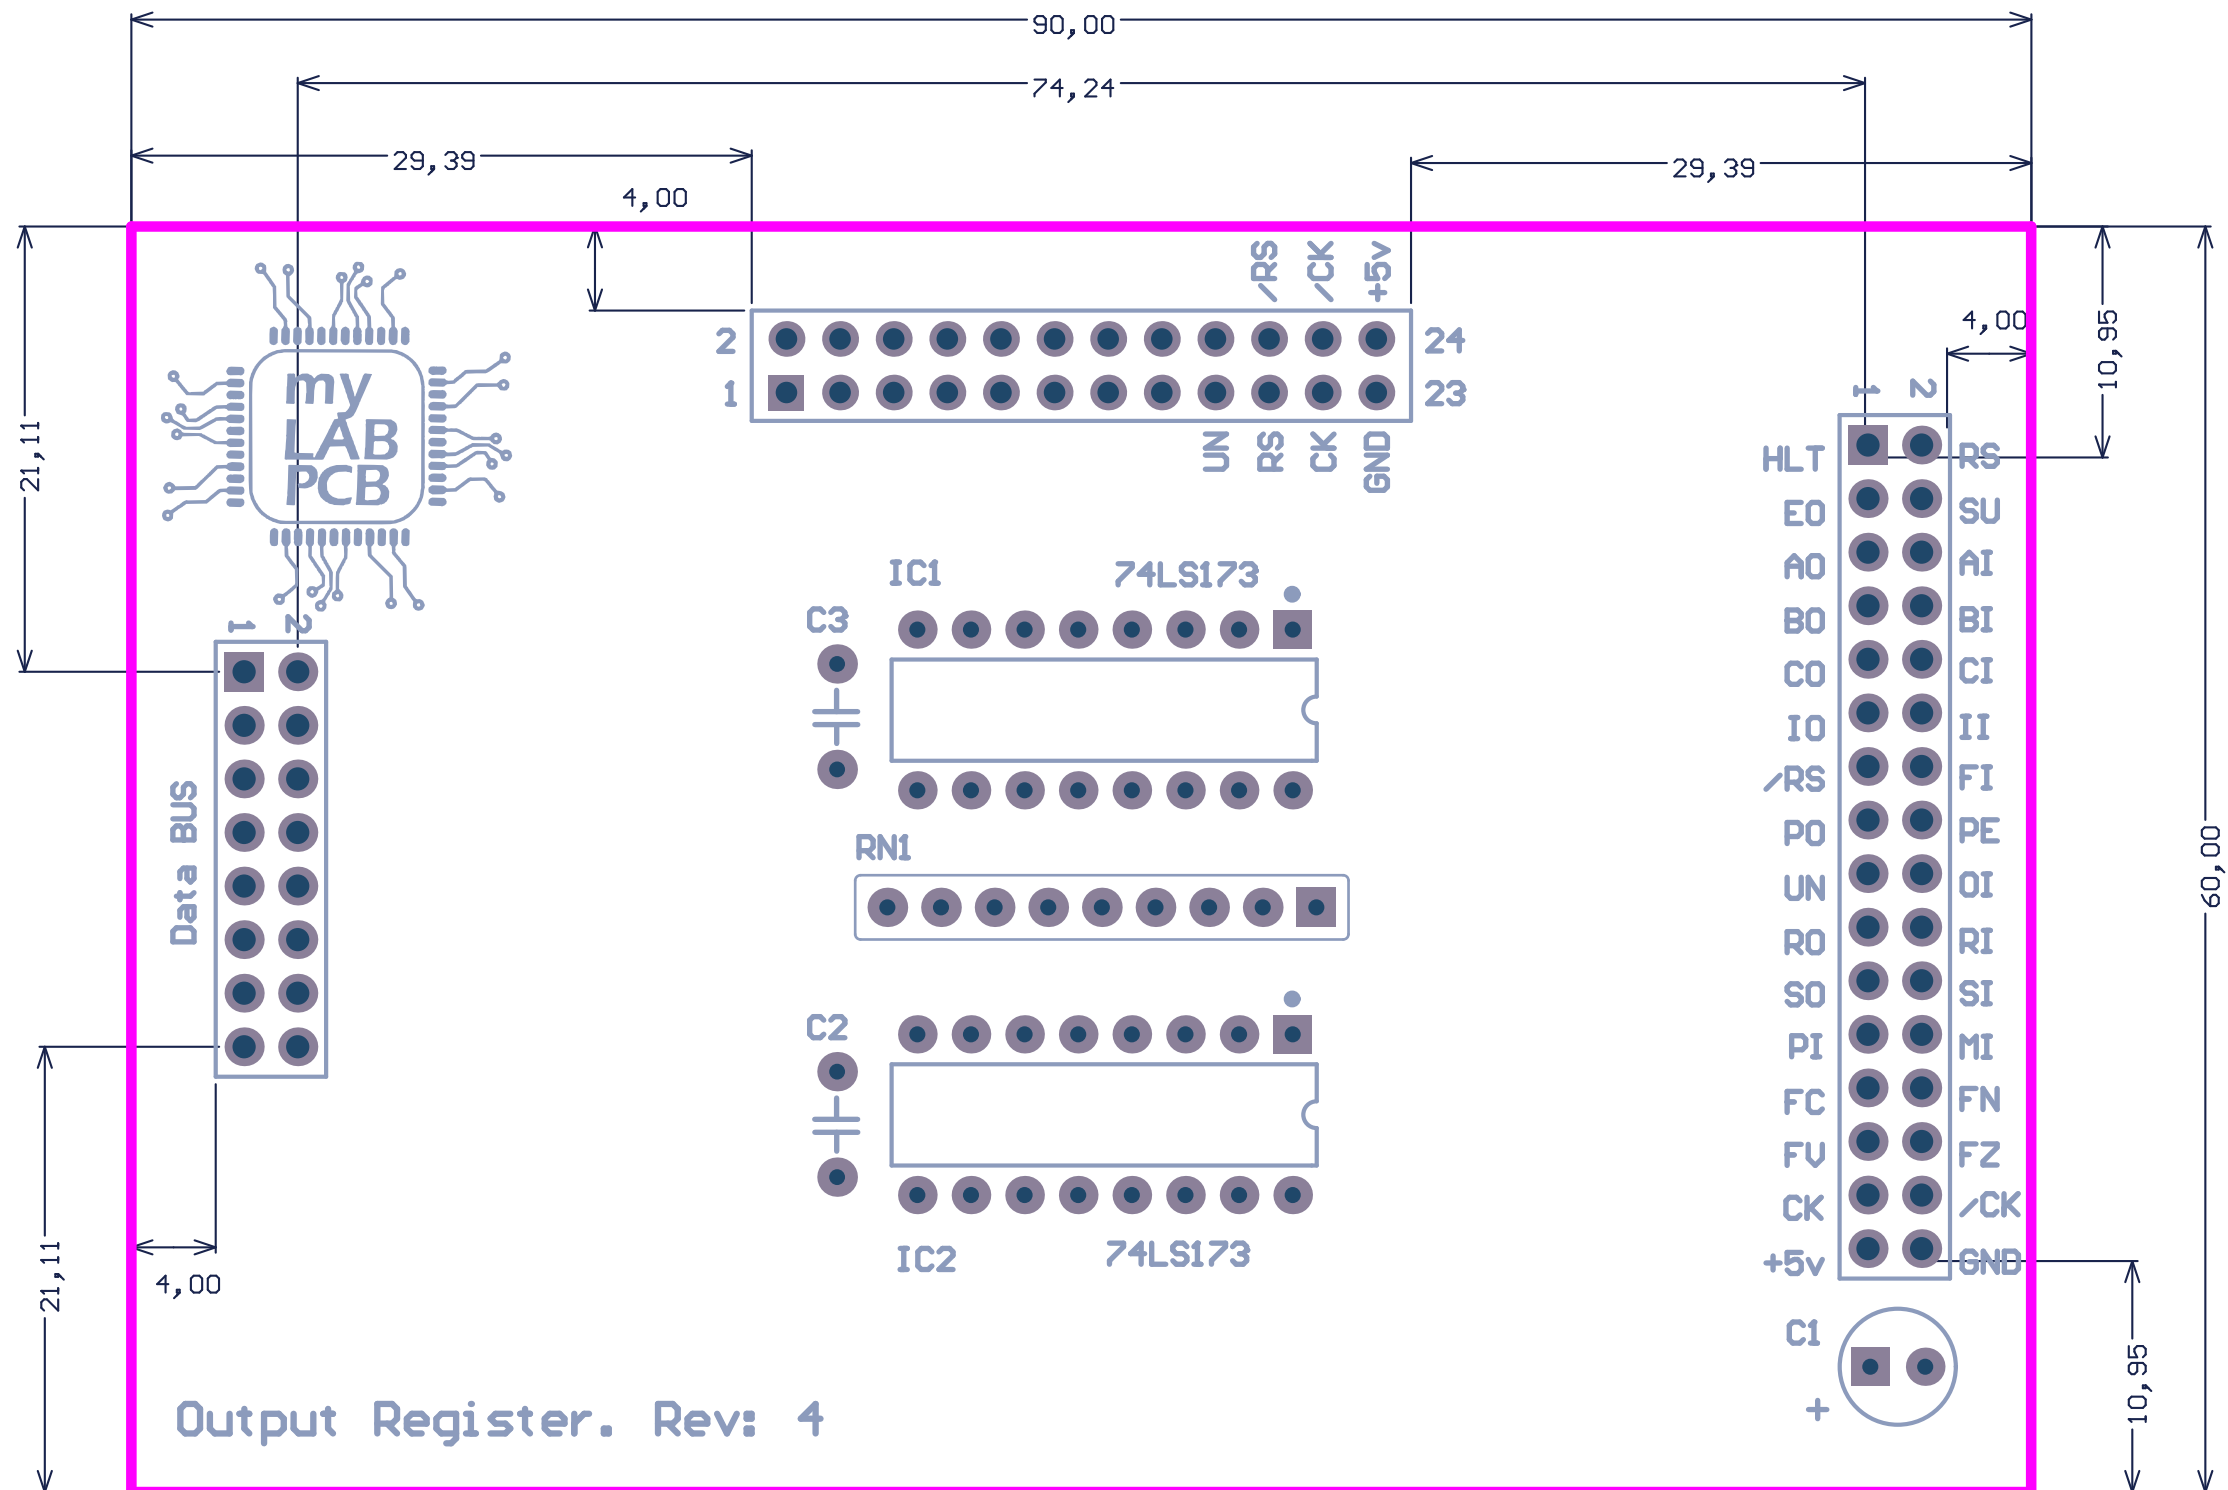 90,00
74,24
29,39
29,39
4,00
/RS
/CK
+5v
2
24
1
23
UN
RS
CK
GND
my
LAB
PCB
21,11
4,00
10,95
1
2
HLT
RS
EO
SU
AO
AI
BO
BI
CO
CI
IO
II
/RS
FI
PO
PE
UN
OI
RO
RI
SO
SI
PI
MI
FC
FN
FV
FZ
CK
/CK
+5v
GND
IC1
74LS173
C3
1
2
Data BUS
RN1
60,00
C2
IC2
74LS173
21,11
4,00
C1
+
10,95
Output Register. Rev: 4